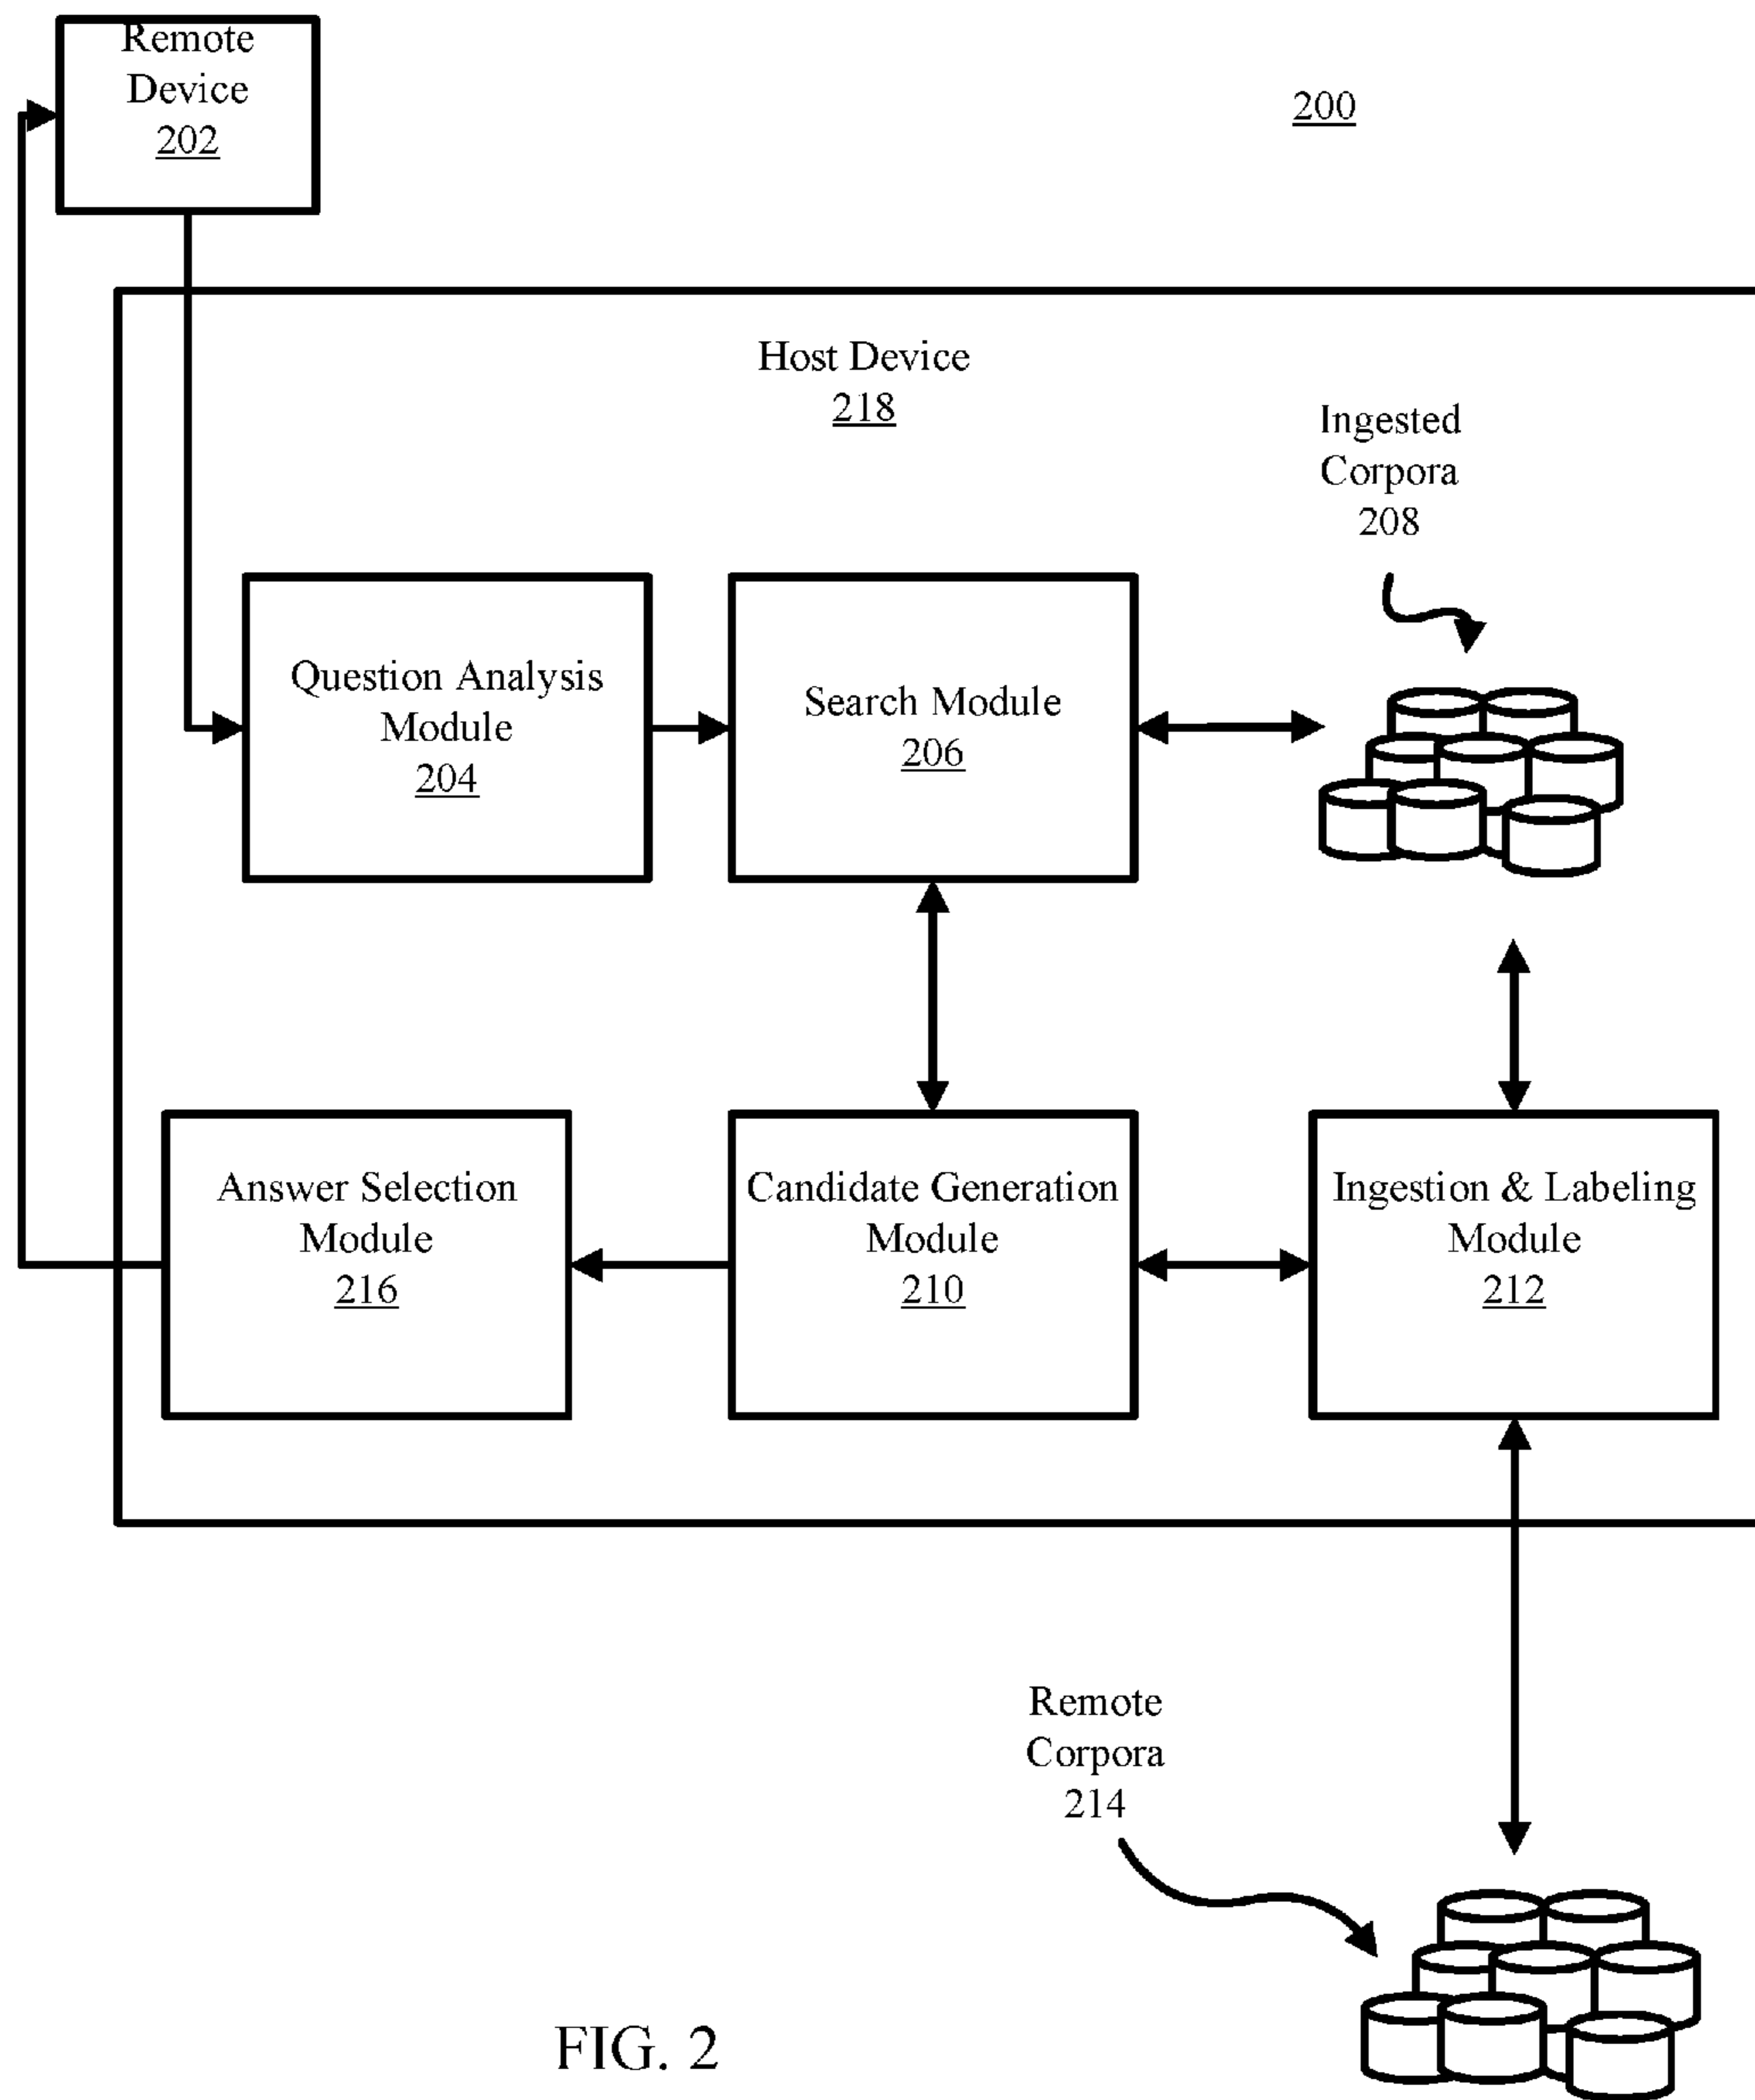 Remote
Device
202
200
Host Device
218
Ingested
Corpora
208
Question Analysis
Module
204
Search Module
206
Answer Selection
Module
216
Candidate Generation
Module
210
Ingestion & Labeling
Module
212
Remote
Corpora
214
FIG. 2